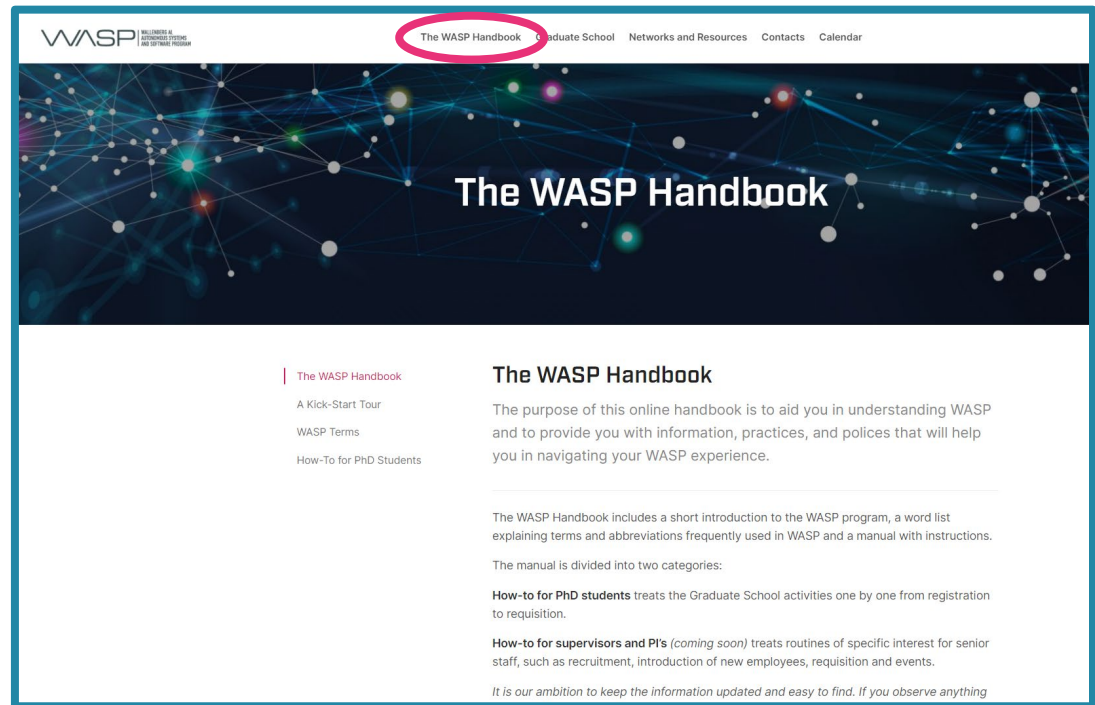 WASP
WALLENBERG AI,
AUTONOMOUS SYSTEMS
AND SOFTWARE PROGRAM
The WASP Handbook Graduate School Networks and Resources Contacts Calendar
The WASP Handbook
The WASP Handbook
A Kick-Start Tour
WASP Terms
How-To for PhD Students
The WASP Handbook
The purpose of this online handbook is to aid you in understanding WASP
and to provide you with information, practices, and polices that will help
you in navigating your WASP experience.
The WASP Handbook includes a short introduction to the WASP program, a word list
explaining terms and abbreviations frequently used in WASP and a manual with instructions.
The manual is divided into two categories:
How-to for PhD students treats the Graduate School activities one by one from registration
to requisition.
How-to for supervisors and PI's (coming soon) treats routines of specific interest for senior
staff, such as recruitment, introduction of new employees, requisition and events.
It is our ambition to keep the information updated and easy to find. If you observe anything